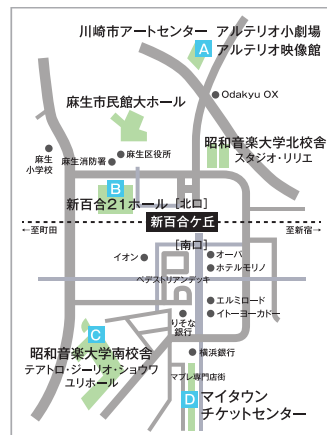 川崎市アートセンター アルテリオ小劇場
A アルテリオ映像館
Odakyu OX
麻生市民館大ホール
昭和音楽大学北校舎
スタジオ・リリエ
麻生
小学校
麻生消防署
麻生区役所
B
新百合21ホール
[北口]
新百合ケ丘
←至町田
至新宿→
[南口]
イオン
オーパ
ホテルモリノ
ペデストリアンデッキ
エルミロード
イトーヨーカドー
りそな
銀行
C
昭和音楽大学南校舎
テアトロ・ジーリオ・ショウワ
ユリホール
横浜銀行
マプレ専門店街
D マイタウン
チケットセンター